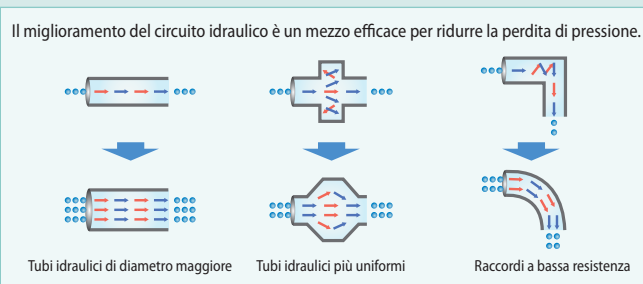 Il miglioramento del circuito idraulico è un mezzo efficace per ridurre la perdita di pressione.
Tubi idraulici di diametro maggiore
Tubi idraulici più uniformi
Raccordi a bassa resistenza